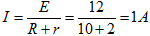 I = E / (R + r) = 12 / (10 + 2) = 1A